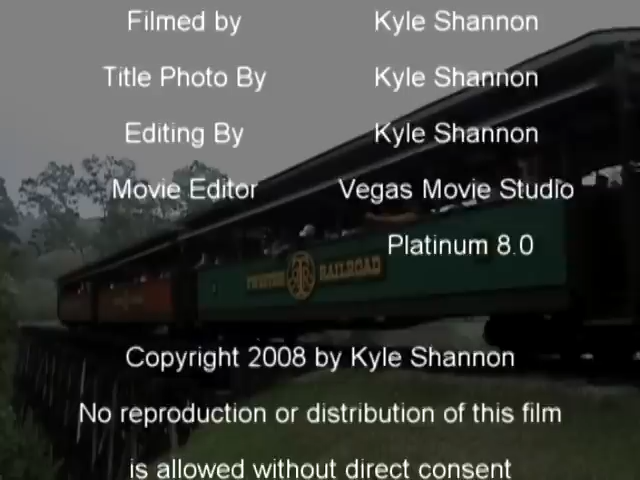 Filmed by Kyle Shannon
Title Photo By Kyle Shannon
Editing By Kyle Shannon
Movie Editor Vegas Movie Studio
Platinum 8.0
RAILROAD
Copyright 2008 by Kyle Shannon
No reproduction or distribution of this film
is allowed without direct consent